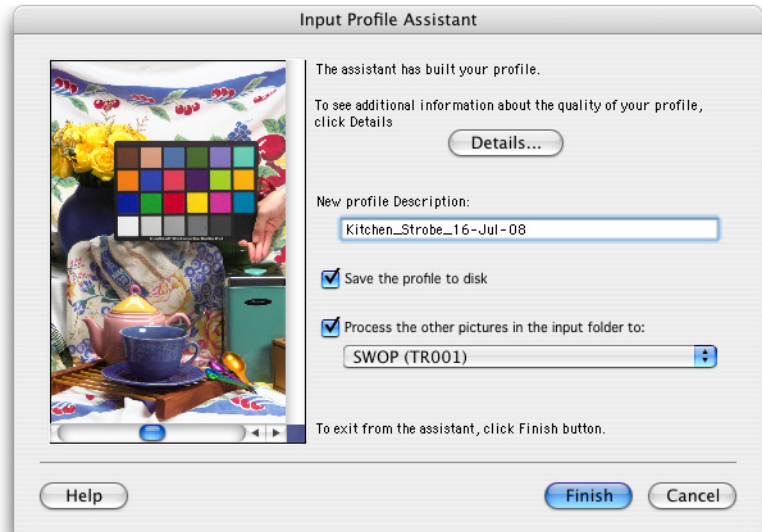 Input Profile Assistant
The assistant has built your profile.
To see additional information about the quality of your profile,
click Details
Details...
New profile Description:
Kitchen_Strobe_16-Jul-08
Save the profile to disk
Process the other pictures in the input folder to:
SWOP (TR001)
To exit from the assistant, click Finish button.
Help
Finish
Cancel